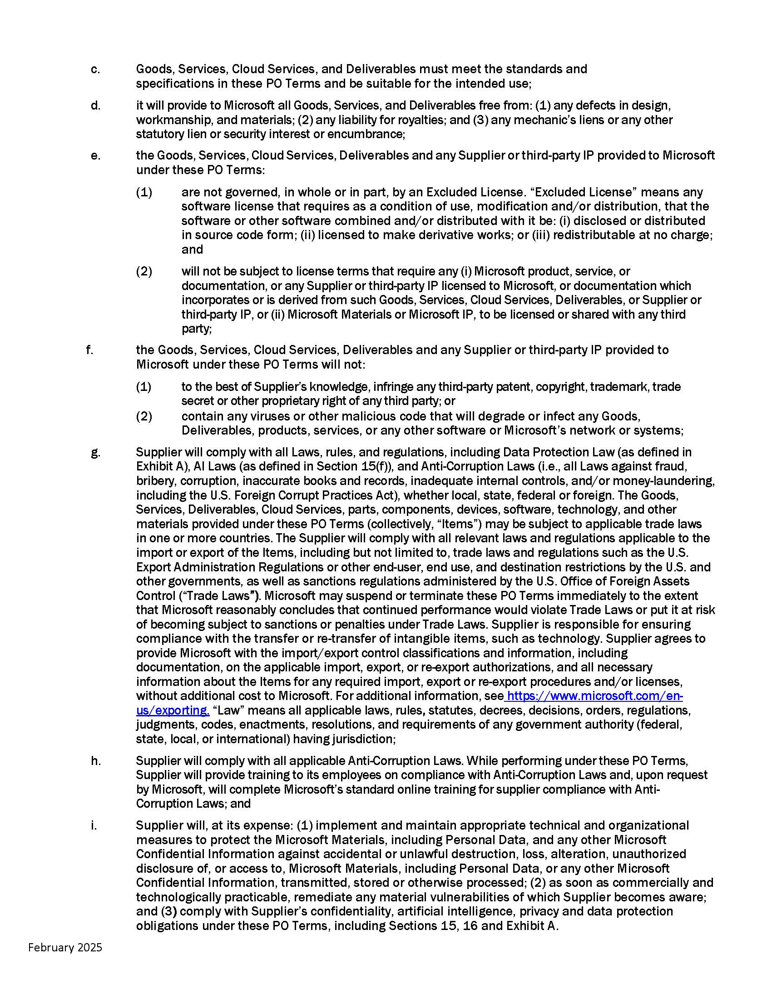 c. Goods, Services, Cloud Services, and Deliverables must meet the standards and
specifications in these PO Terms and be suitable for the intended use;
d. it will provide to Microsoft all Goods, Services, and Deliverables free from: (1) any defects in design,
workmanship, and materials; (2) any liability for royalties; and (3) any mechanic’s liens or any other
statutory lien or security interest or encumbrance;
e. the Goods, Services, Cloud Services, Deliverables and any Supplier or third-party IP provided to Microsoft
under these PO Terms:
(1) are not governed, in whole or in part, by an Excluded License. “Excluded License” means any
software license that requires as a condition of use, modification and/or distribution, that the
software or other software combined and/or distributed with it be: (i) disclosed or distributed
in source code form; (ii) licensed to make derivative works; or (iii) redistributable at no charge;
and
(2) will not be subject to license terms that require any (i) Microsoft product, service, or
documentation, or any Supplier or third-party IP licensed to Microsoft, or documentation which
incorporates or is derived from such Goods, Services, Cloud Services, Deliverables, or Supplier or
third-party IP, or (ii) Microsoft Materials or Microsoft IP, to be licensed or shared with any third
party;
f. the Goods, Services, Cloud Services, Deliverables and any Supplier or third-party IP provided to
Microsoft under these PO Terms will not:
(1) to the best of Supplier’s knowledge, infringe any third-party patent, copyright, trademark, trade
secret or other proprietary right of any third party; or
(2) contain any viruses or other malicious code that will degrade or infect any Goods,
Deliverables, products, services, or any other software or Microsoft’s network or systems;
g. Supplier will comply with all Laws, rules, and regulations, including Data Protection Law (as defined in
Exhibit A), AI Laws (as defined in Section 15(f)), and Anti-Corruption Laws (i.e., all Laws against fraud,
bribery, corruption, inaccurate books and records, inadequate internal controls, and/or money-laundering,
including the U.S. Foreign Corrupt Practices Act), whether local, state, federal or foreign. The Goods,
Services, Deliverables, Cloud Services, parts, components, devices, software, technology, and other
materials provided under these PO Terms (collectively, “Items”) may be subject to applicable trade laws
in one or more countries. The Supplier will comply with all relevant laws and regulations applicable to the
import or export of the Items, including but not limited to, trade laws and regulations such as the U.S.
Export Administration Regulations or other end-user, end use, and destination restrictions by the U.S. and
other governments, as well as sanctions regulations administered by the U.S. Office of Foreign Assets
Control (“Trade Laws"). Microsoft may suspend or terminate these PO Terms immediately to the extent
that Microsoft reasonably concludes that continued performance would violate Trade Laws or put it at risk
of becoming subject to sanctions or penalties under Trade Laws. Supplier is responsible for ensuring
compliance with the transfer or re-transfer of intangible items, such as technology. Supplier agrees to
provide Microsoft with the import/export control classifications and information, including
documentation, on the applicable import, export, or re-export authorizations, and all necessary
information about the Items for any required import, export or re-export procedures and/or licenses,
without additional cost to Microsoft. For additional information, see https://www.microsoft.com/en-
us/exporting. “Law” means all applicable laws, rules, statutes, decrees, decisions, orders, regulations,
judgments, codes, enactments, resolutions, and requirements of any government authority (federal,
state, local, or international) having jurisdiction;
h. Supplier will comply with all applicable Anti-Corruption Laws. While performing under these PO Terms,
Supplier will provide training to its employees on compliance with Anti-Corruption Laws and, upon request
by Microsoft, will complete Microsoft’s standard online training for supplier compliance with Anti-
Corruption Laws; and
i. Supplier will, at its expense: (1) implement and maintain appropriate technical and organizational
measures to protect the Microsoft Materials, including Personal Data, and any other Microsoft
Confidential Information against accidental or unlawful destruction, loss, alteration, unauthorized
disclosure of, or access to, Microsoft Materials, including Personal Data, or any other Microsoft
Confidential Information, transmitted, stored or otherwise processed; (2) as soon as commercially and
technologically practicable, remediate any material vulnerabilities of which Supplier becomes aware;
and (3) comply with Supplier’s confidentiality, artificial intelligence, privacy and data protection
obligations under these PO Terms, including Sections 15, 16 and Exhibit A.
February 2025